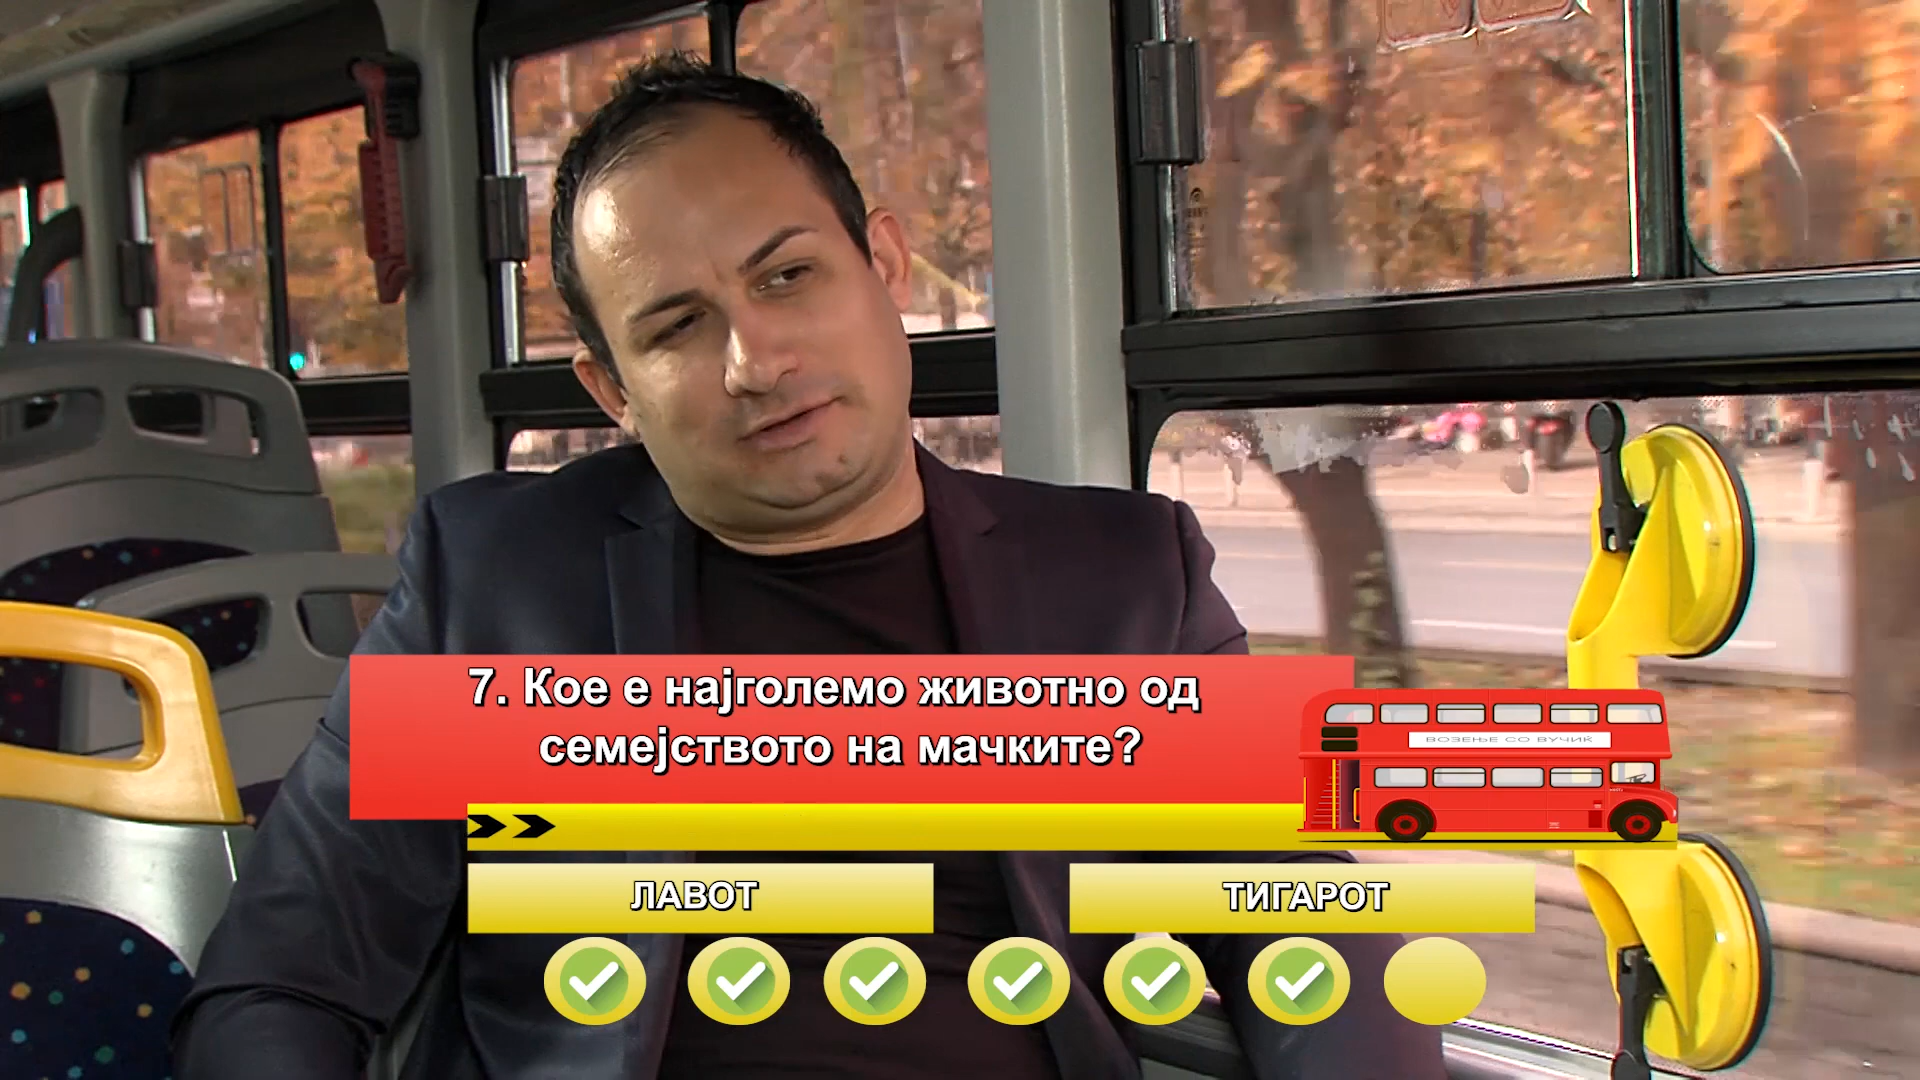 7. Кое е најголемо животно од
семејството на мачките?
ВОЗЕЊЕ СО ВУЧИЌ
ЛАВОТ
ТИГАРОТ